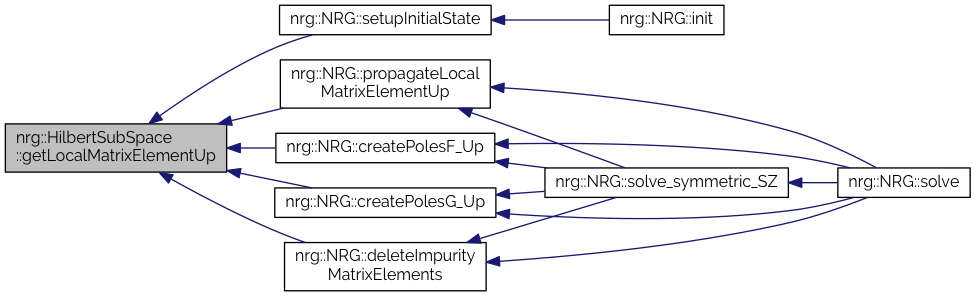 nrg::NRG::setupInitialState
nrg::NRG::init
nrg::NRG::propagateLocal
MatrixElementUp
nrg::HilbertSubSpace
::getLocalMatrixElementUp
nrg::NRG::createPolesF_Up
nrg::NRG::solve_symmetric_SZ
nrg::NRG::solve
nrg::NRG::createPolesG_Up
nrg::NRG::deleteImpurity
MatrixElements